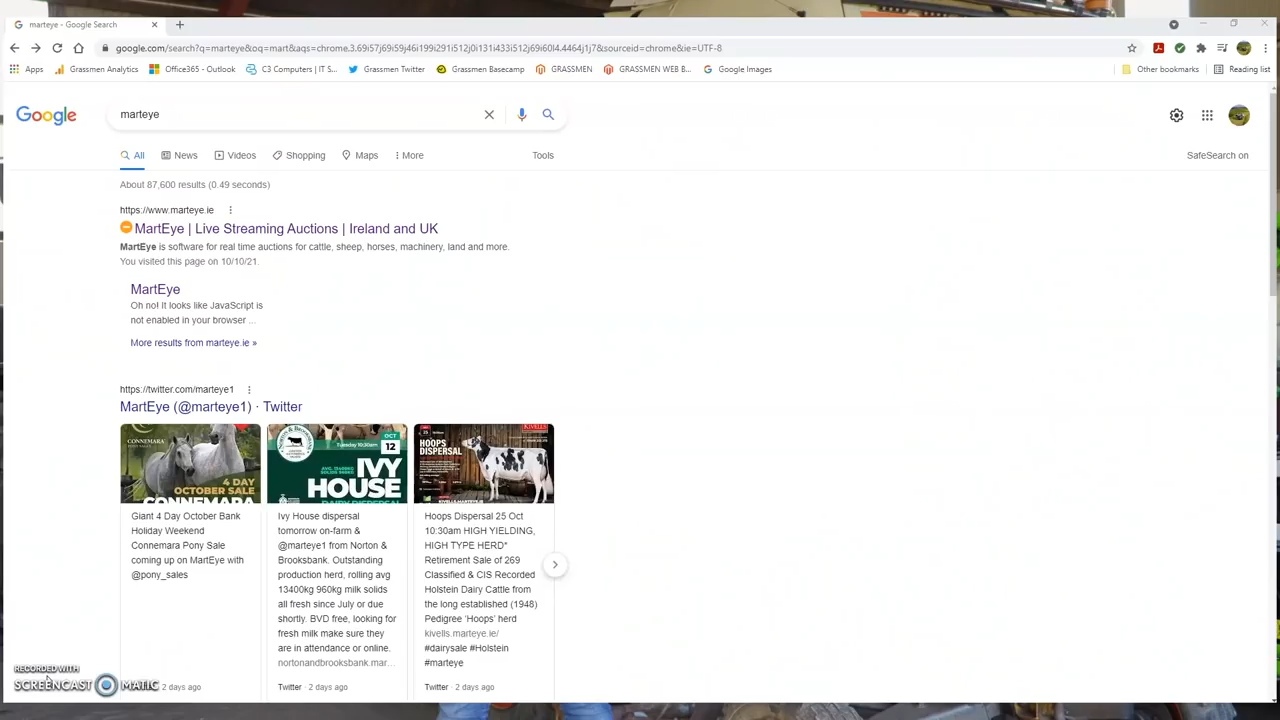 marteye - Google Search
google.com/search?q=marteye&oq=mart&aqs=chrome.3.69i57j69i59j46i199i291i512j0i131i433i512j69i60l4.4464j1j7&sourceid=chrome&ie=UTF-8
Apps Grassmen Analytics Office365 - Outlook C3 Computers | IT S... Grassmen Twitter Grassmen Basecamp GRASSMEN GRASSMEN WEB B... Google Images Other bookmarks Reading list
Google marteye
All News Videos Shopping Maps More Tools SafeSearch on
About 87,600 results (0.49 seconds)
https://www.marteye.ie
MartEye | Live Streaming Auctions | Ireland and UK
MartEye is software for real time auctions for cattle, sheep, horses, machinery, land and more.
You visited this page on 10/10/21.
MartEye
Oh no! It looks like JavaScript is
not enabled in your browser ...
More results from marteye.ie »
https://twitter.com/marteye1
MartEye (@marteye1) · Twitter
CONNEMARA
4 DAY
OCTOBER SALE
CONNEMARA
Giant 4 Day October Bank
Holiday Weekend
Connemara Pony Sale
coming up on MartEye with
@pony_sales
2 days ago
Tuesday 10:30am
OCT
12
IVY
HOUSE
Ivy House dispersal
tomorrow on-farm &
@marteye1 from Norton &
Brooksbank. Outstanding
production herd, rolling avg
13400kg 960kg milk solids
all fresh since July or due
shortly. BVD free, looking for
fresh milk make sure they
are in attendance or online.
nortonandbrooksbank.mar...
Twitter · 2 days ago
KIVELLS
HOOPS
DISPERSAL
Hoops Dispersal 25 Oct
10:30am HIGH YIELDING,
HIGH TYPE HERD*
Retirement Sale of 269
Classified & CIS Recorded
Holstein Dairy Cattle from
the long established (1948)
Pedigree ‘Hoops’ herd
kivells.marteye.ie/
#dairysale #Holstein
#marteye
Twitter · 2 days ago
RECORDED WITH
SCREENCAST MATIC